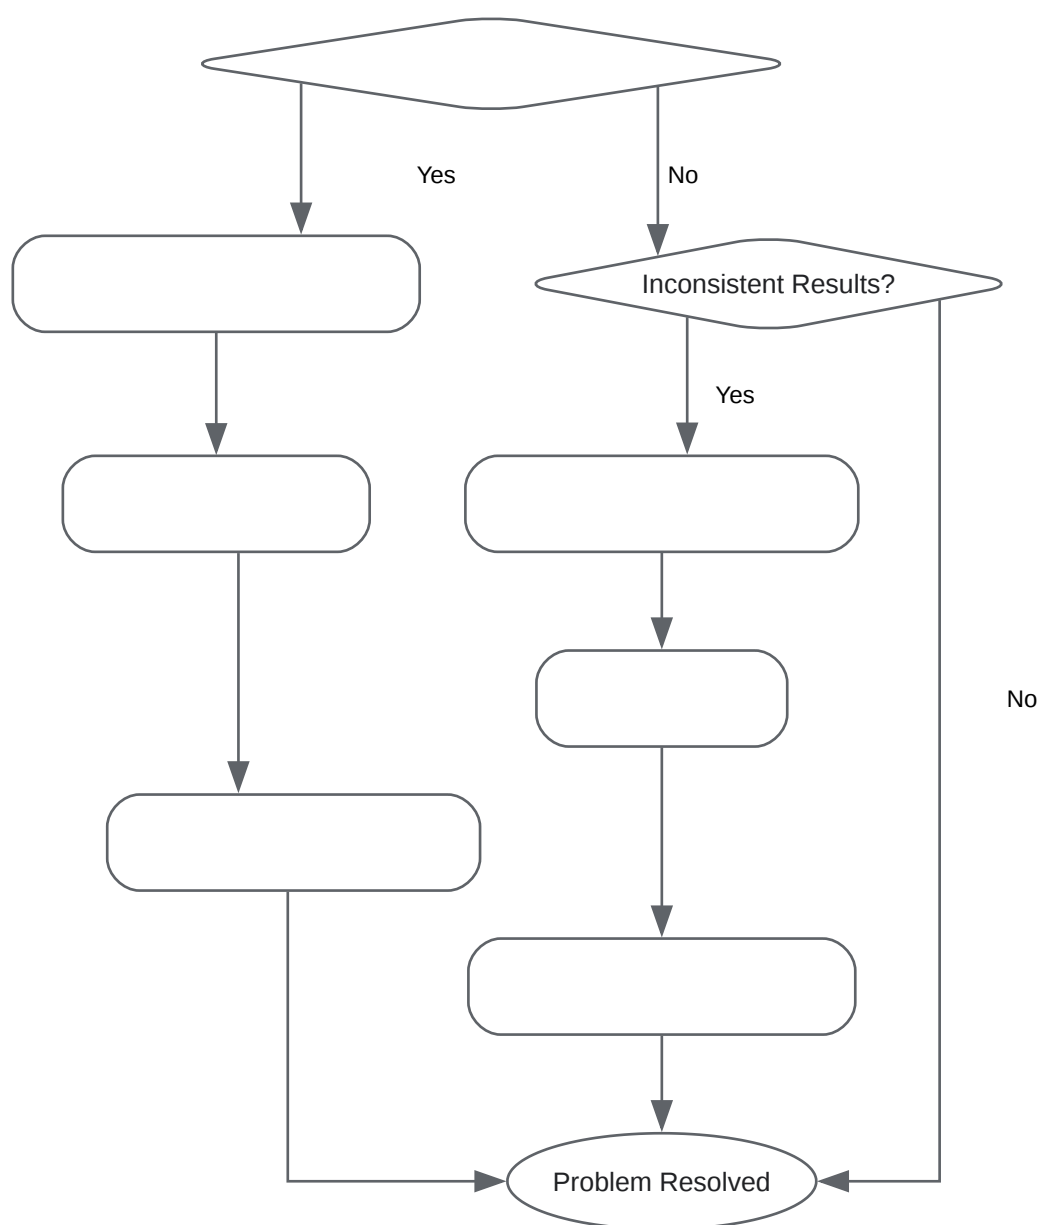 Yes
No
Inconsistent Results?
Yes
No
Problem Resolved